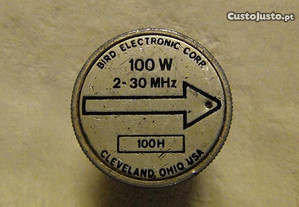 CustoJusto.pt
BIRD ELECTRONIC CORP.
100 W
2-30 MHz
100H
CLEVELAND, OHIO, USA